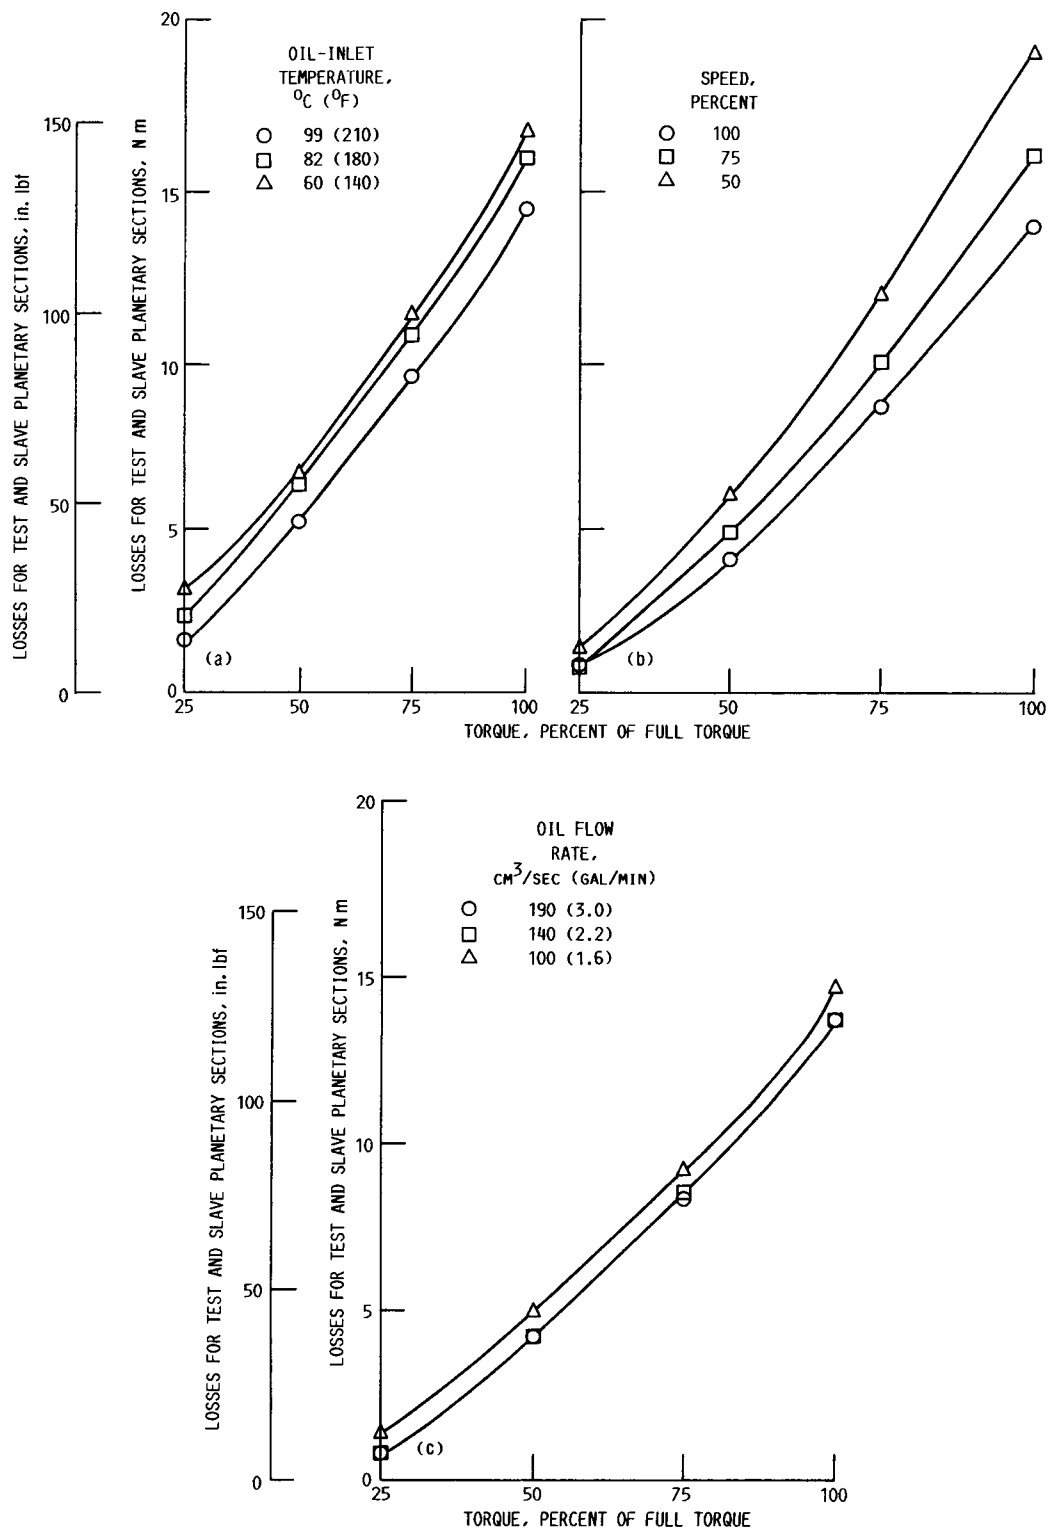 LOSSES FOR TEST AND SLAVE PLANETARY SECTIONS, in. lbf
150
100
50
0
LOSSES FOR TEST AND SLAVE PLANETARY SECTIONS, N m
20
15
10
5
0
OIL-INLET
TEMPERATURE,
°C (°F)
99 (210)
82 (180)
60 (140)
(a)
25
50
75
100
SPEED,
PERCENT
100
75
50
(b)
25
50
75
100
TORQUE, PERCENT OF FULL TORQUE
LOSSES FOR TEST AND SLAVE PLANETARY SECTIONS, in. lbf
150
100
50
0
LOSSES FOR TEST AND SLAVE PLANETARY SECTIONS, N m
20
15
10
5
0
OIL FLOW
RATE,
CM³/SEC (GAL/MIN)
190 (3.0)
140 (2.2)
100 (1.6)
(c)
25
50
75
100
TORQUE, PERCENT OF FULL TORQUE